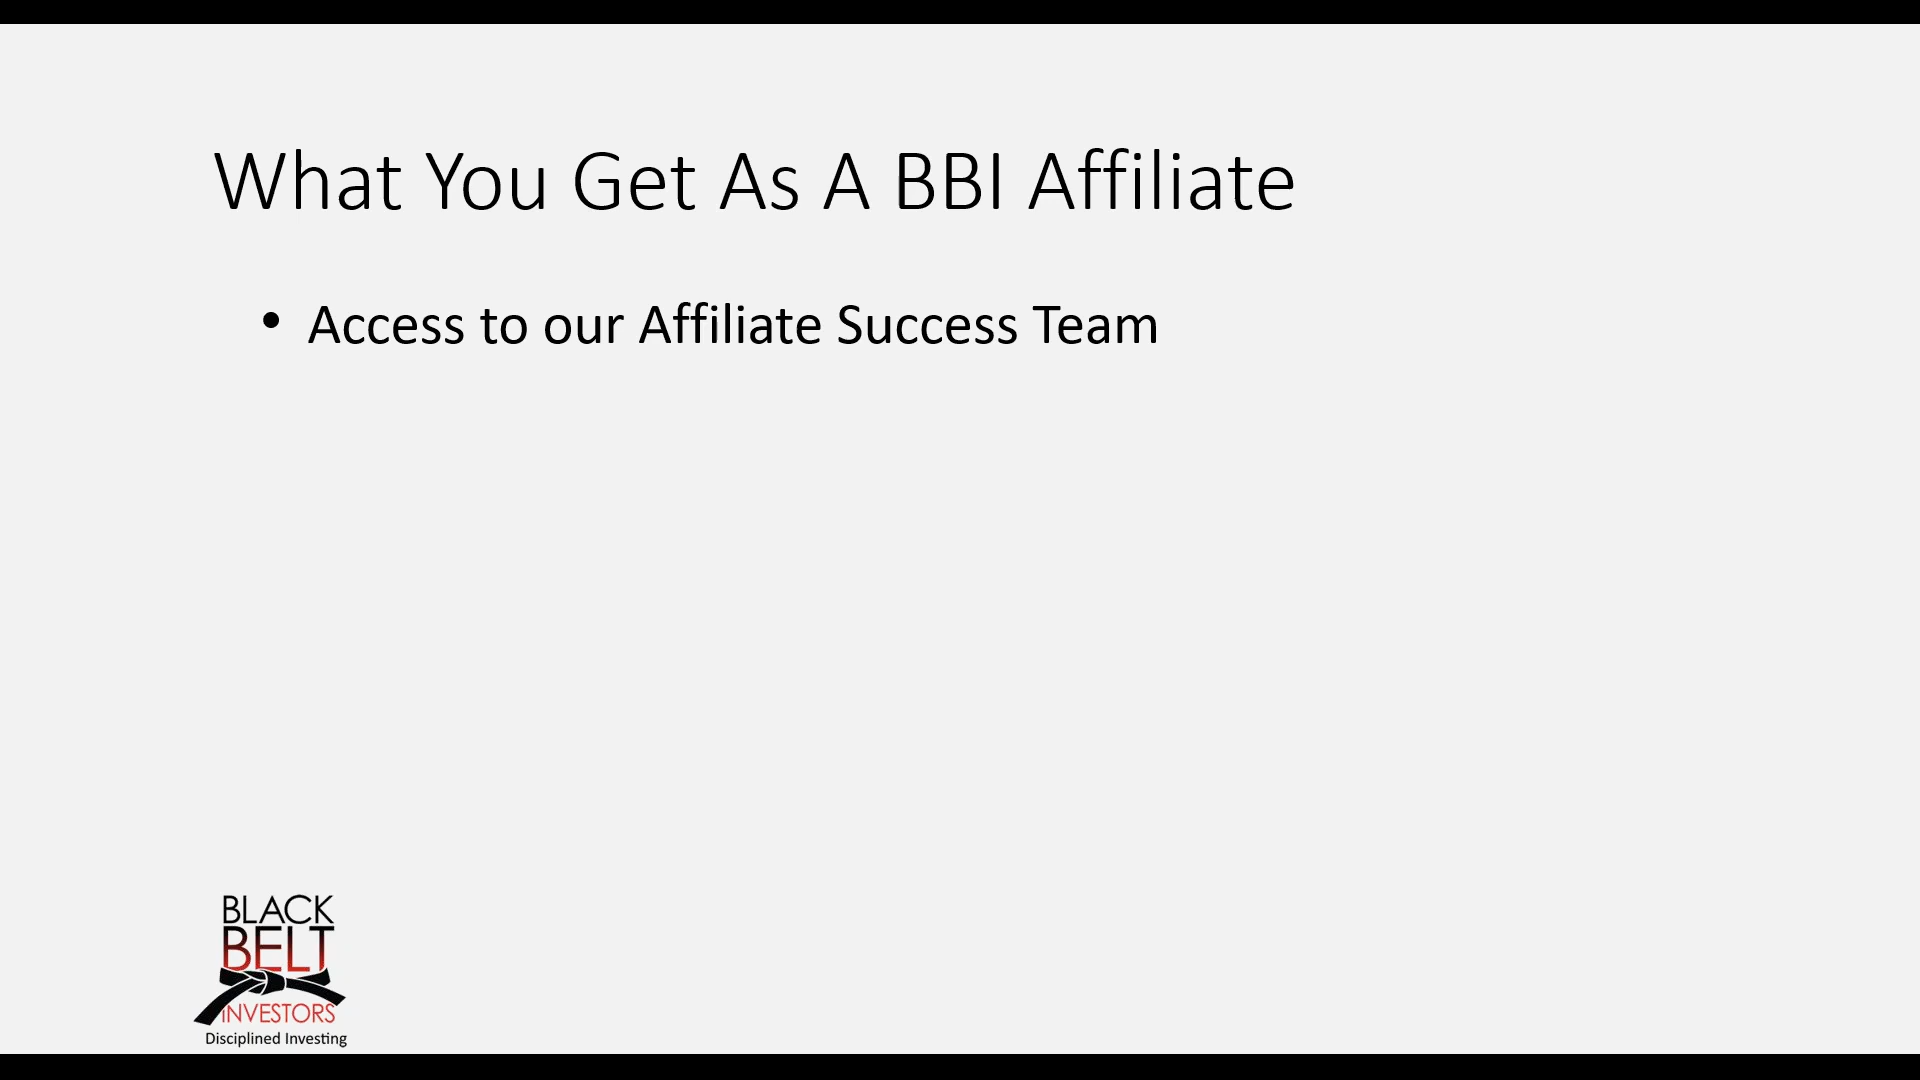 What You Get As A BBI Affiliate
• Access to our Affiliate Success Team
BLACK
BELT
INVESTORS
Disciplined Investing